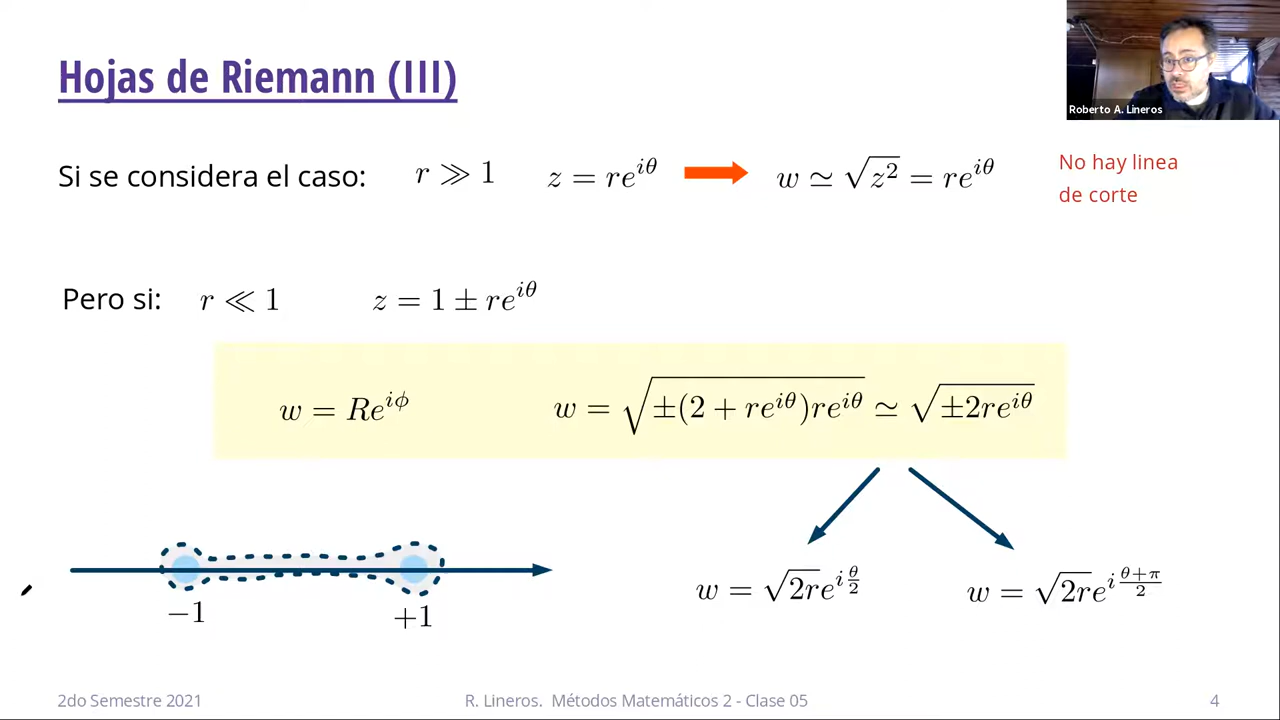 Hojas de Riemann (III)
Roberto A. Lineros
Si se considera el caso: r ≫ 1 z = re^{iθ} w ≃ √(z²) = re^{iθ}
No hay linea
de corte
Pero si: r ≪ 1 z = 1 ± re^{iθ}
w = Re^{iϕ} w = √(±(2 + re^{iθ})re^{iθ}) ≃ √(±2re^{iθ})
−1 +1
w = √(2r)e^{i\frac{θ}{2}} w = √(2r)e^{i\frac{θ+π}{2}}
2do Semestre 2021 R. Lineros. Métodos Matemáticos 2 - Clase 05 4